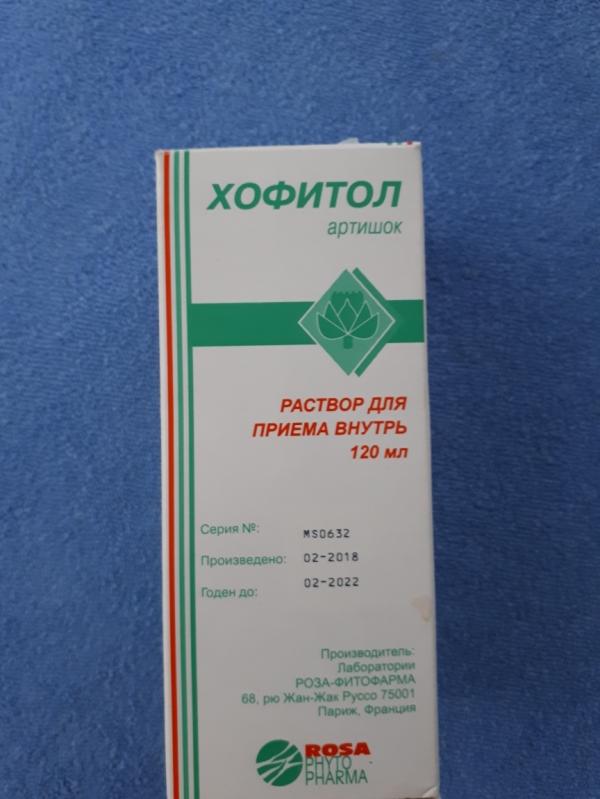 ХОФИТОЛ
артишок
РАСТВОР ДЛЯ
ПРИЕМА ВНУТРЬ
120 мл
Серия №: MS0632
Произведено: 02-2018
Годен до: 02-2022
Производитель:
Лаборатории
РОЗА-ФИТОФАРМА
68, рю Жан-Жак Руссо 75001
Париж, Франция
ROSA
PHYTO
PHARMA